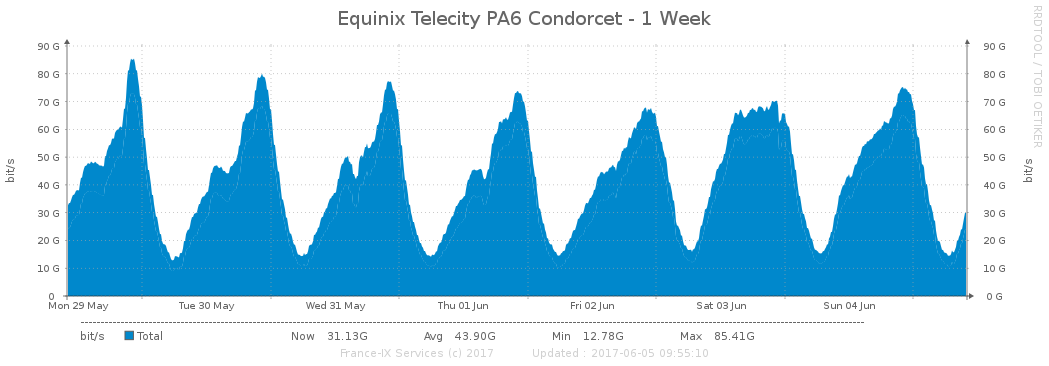 Equinix Telecity PA6 Condorcet - 1 Week
RRDTOOL / TOBI OETIKER
90 G 90 G
80 G 80 G
70 G 70 G
60 G 60 G
50 G 50 G
40 G 40 G
30 G 30 G
20 G 20 G
10 G 10 G
0 0 G
bit/s bit/s
Mon 29 May Tue 30 May Wed 31 May Thu 01 Jun Fri 02 Jun Sat 03 Jun Sun 04 Jun
bit/s Total Now 31.13G Avg 43.90G Min 12.78G Max 85.41G
France-IX Services (c) 2017 Updated : 2017-06-05 09:55:10